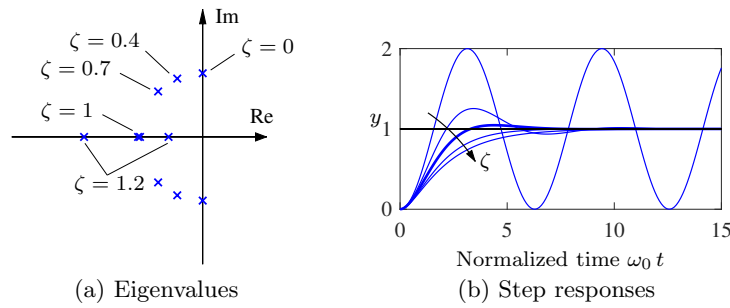 Im
ζ = 0.4
ζ = 0
ζ = 0.7
ζ = 1
Re
ζ = 1.2
(a) Eigenvalues
2
y
1
ζ
0
0
5
10
15
Normalized time ω₀ t
(b) Step responses